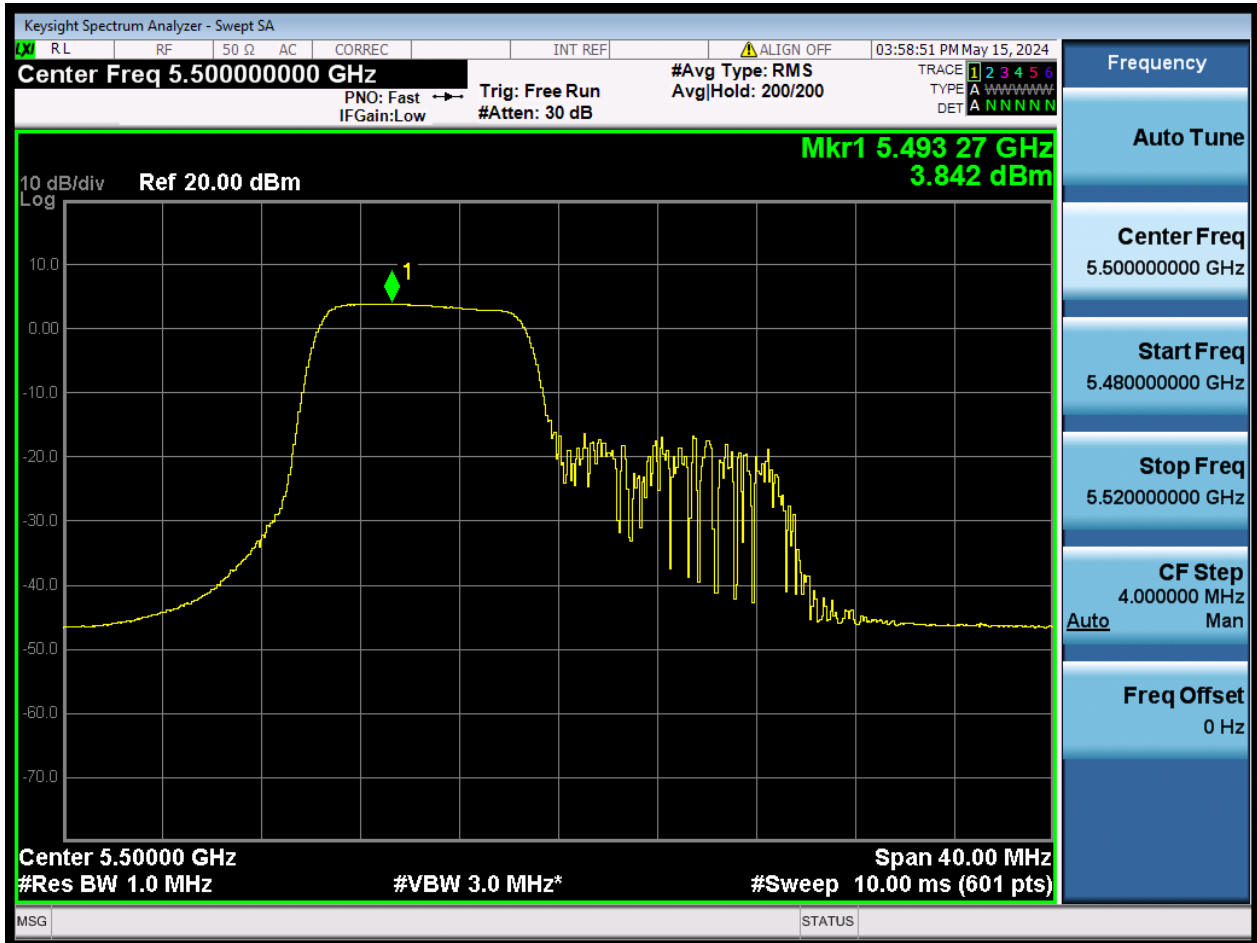 Keysight Spectrum Analyzer - Swept SA
LXI RL RF 50 Ω AC CORREC INT REF ALIGN OFF 03:58:51 PM May 15, 2024
Center Freq 5.500000000 GHz
PNO: Fast
IFGain:Low
Trig: Free Run
#Atten: 30 dB
#Avg Type: RMS
Avg|Hold: 200/200
TRACE 1 2 3 4 5 6
TYPE A WWWWWW
DET A N N N N N
Mkr1 5.493 27 GHz
3.842 dBm
10 dB/div Ref 20.00 dBm
Log
1
10.0
0.00
-10.0
-20.0
-30.0
-40.0
-50.0
-60.0
-70.0
Center 5.50000 GHz Span 40.00 MHz
#Res BW 1.0 MHz #VBW 3.0 MHz* #Sweep 10.00 ms (601 pts)
MSG STATUS
Frequency
Auto Tune
Center Freq
5.500000000 GHz
Start Freq
5.480000000 GHz
Stop Freq
5.520000000 GHz
CF Step
4.000000 MHz
Auto Man
Freq Offset
0 Hz